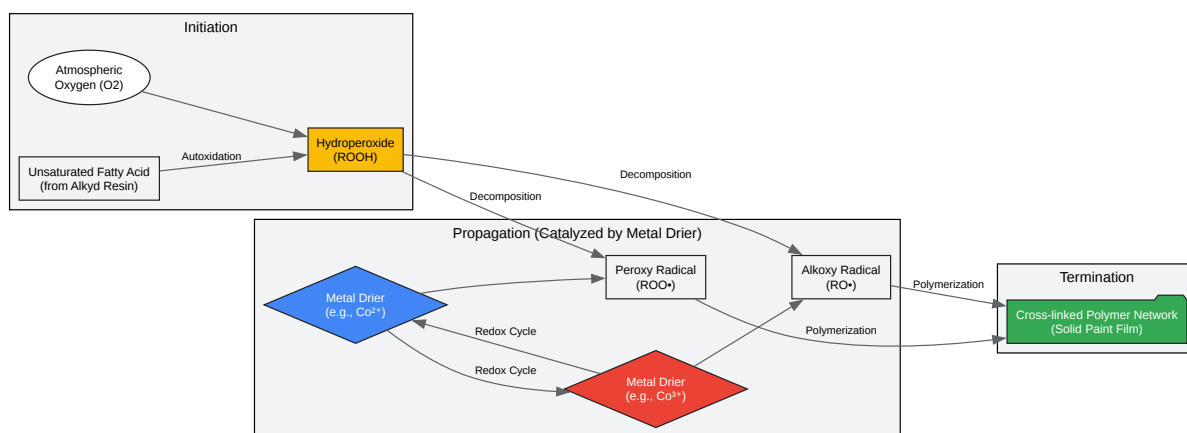 Initiation
Atmospheric
Oxygen (O2)
Hydroperoxide
(ROOH)
Autoxidation
Unsaturated Fatty Acid
(from Alkyd Resin)
Decomposition
Decomposition
Propagation (Catalyzed by Metal Drier)
Peroxy Radical
(ROO•)
Alkoxy Radical
(RO•)
Polymerization
Termination
Metal Drier
(e.g., Co²⁺)
Cross-linked Polymer Network
(Solid Paint Film)
Redox Cycle
Polymerization
Redox Cycle
Metal Drier
(e.g., Co³⁺)